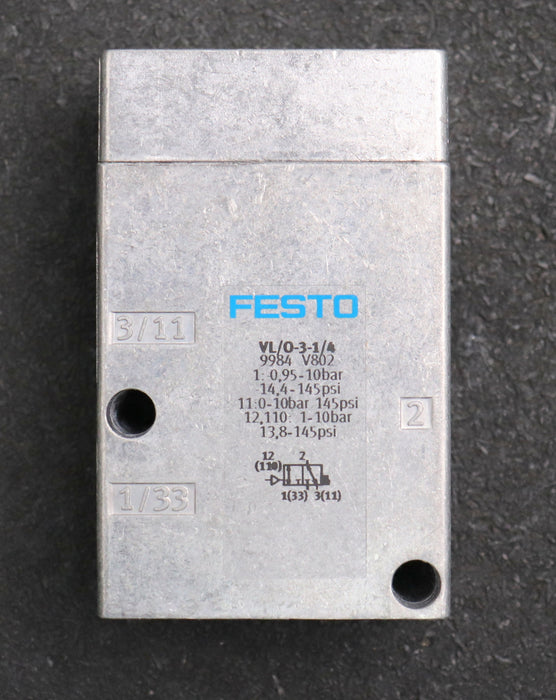 FESTO
3/11
VL/O-3-1/4
9984 V802
1: 0,95-10bar
14,4-145psi
11:0-10bar 145psi
12,110: 1-10bar
13,8-145psi
2
12 2
(110)
1(33) 3(11)
1/33